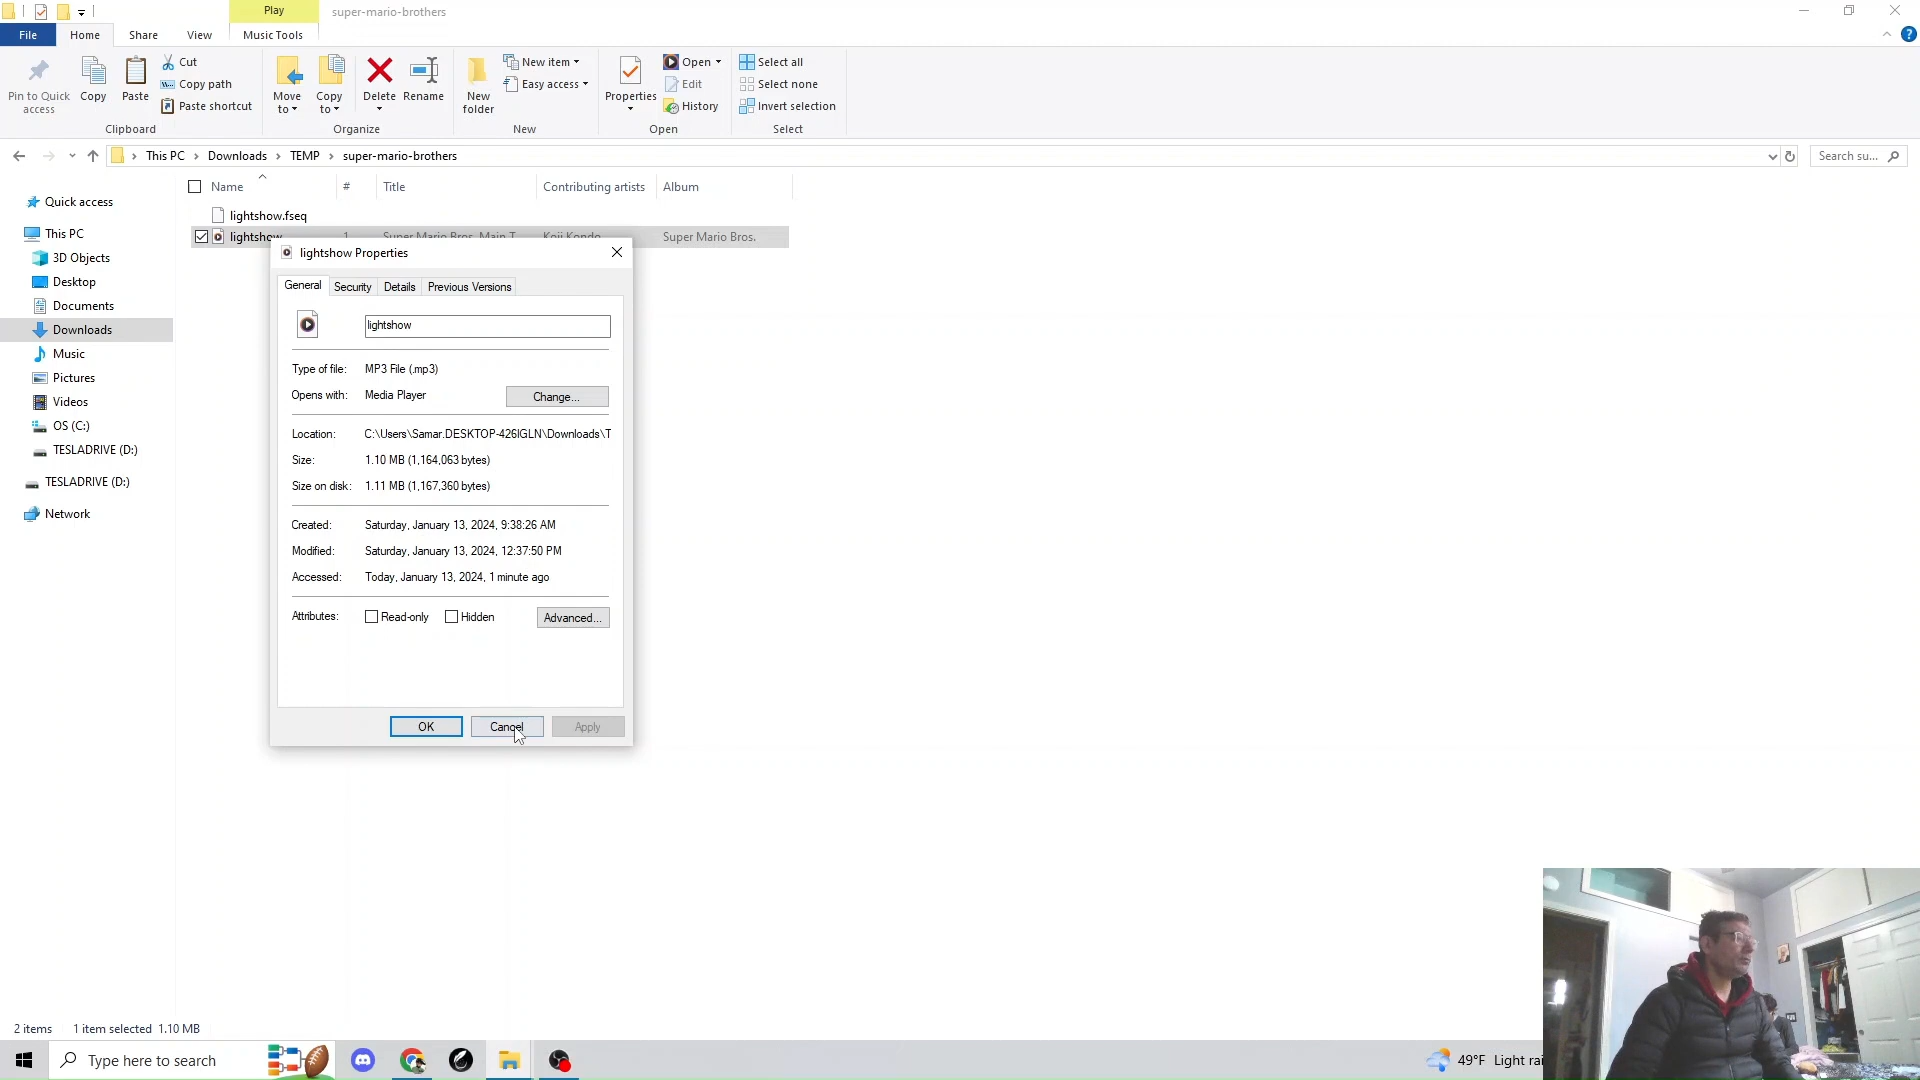 Play
super-mario-brothers
File
Home
Share
View
Music Tools
Pin to Quick access
Copy
Paste
Cut
Copy path
Paste shortcut
Clipboard
Move to
Copy to
Delete
Rename
Organize
New folder
New item
Easy access
New
Properties
Open
Edit
History
Open
Select all
Select none
Invert selection
Select
This PC > Downloads > TEMP > super-mario-brothers
Search su...
Name
#
Title
Contributing artists
Album
Quick access
This PC
3D Objects
Desktop
Documents
Downloads
Music
Pictures
Videos
OS (C:)
TESLADRIVE (D:)
TESLADRIVE (D:)
Network
lightshow.fseq
lightshow 1 Super Mario Bros. Main T... Koji Kondo Super Mario Bros.
lightshow Properties
General
Security
Details
Previous Versions
lightshow
Type of file: MP3 File (.mp3)
Opens with: Media Player
Change...
Location: C:\Users\Samar.DESKTOP-426IGLN\Downloads\T
Size: 1.10 MB (1,164,063 bytes)
Size on disk: 1.11 MB (1,167,360 bytes)
Created: Saturday, January 13, 2024, 9:38:26 AM
Modified: Saturday, January 13, 2024, 12:37:50 PM
Accessed: Today, January 13, 2024, 1 minute ago
Attributes: Read-only Hidden
Advanced...
OK
Cancel
Apply
2 items 1 item selected 1.10 MB
Type here to search
49°F Light rai